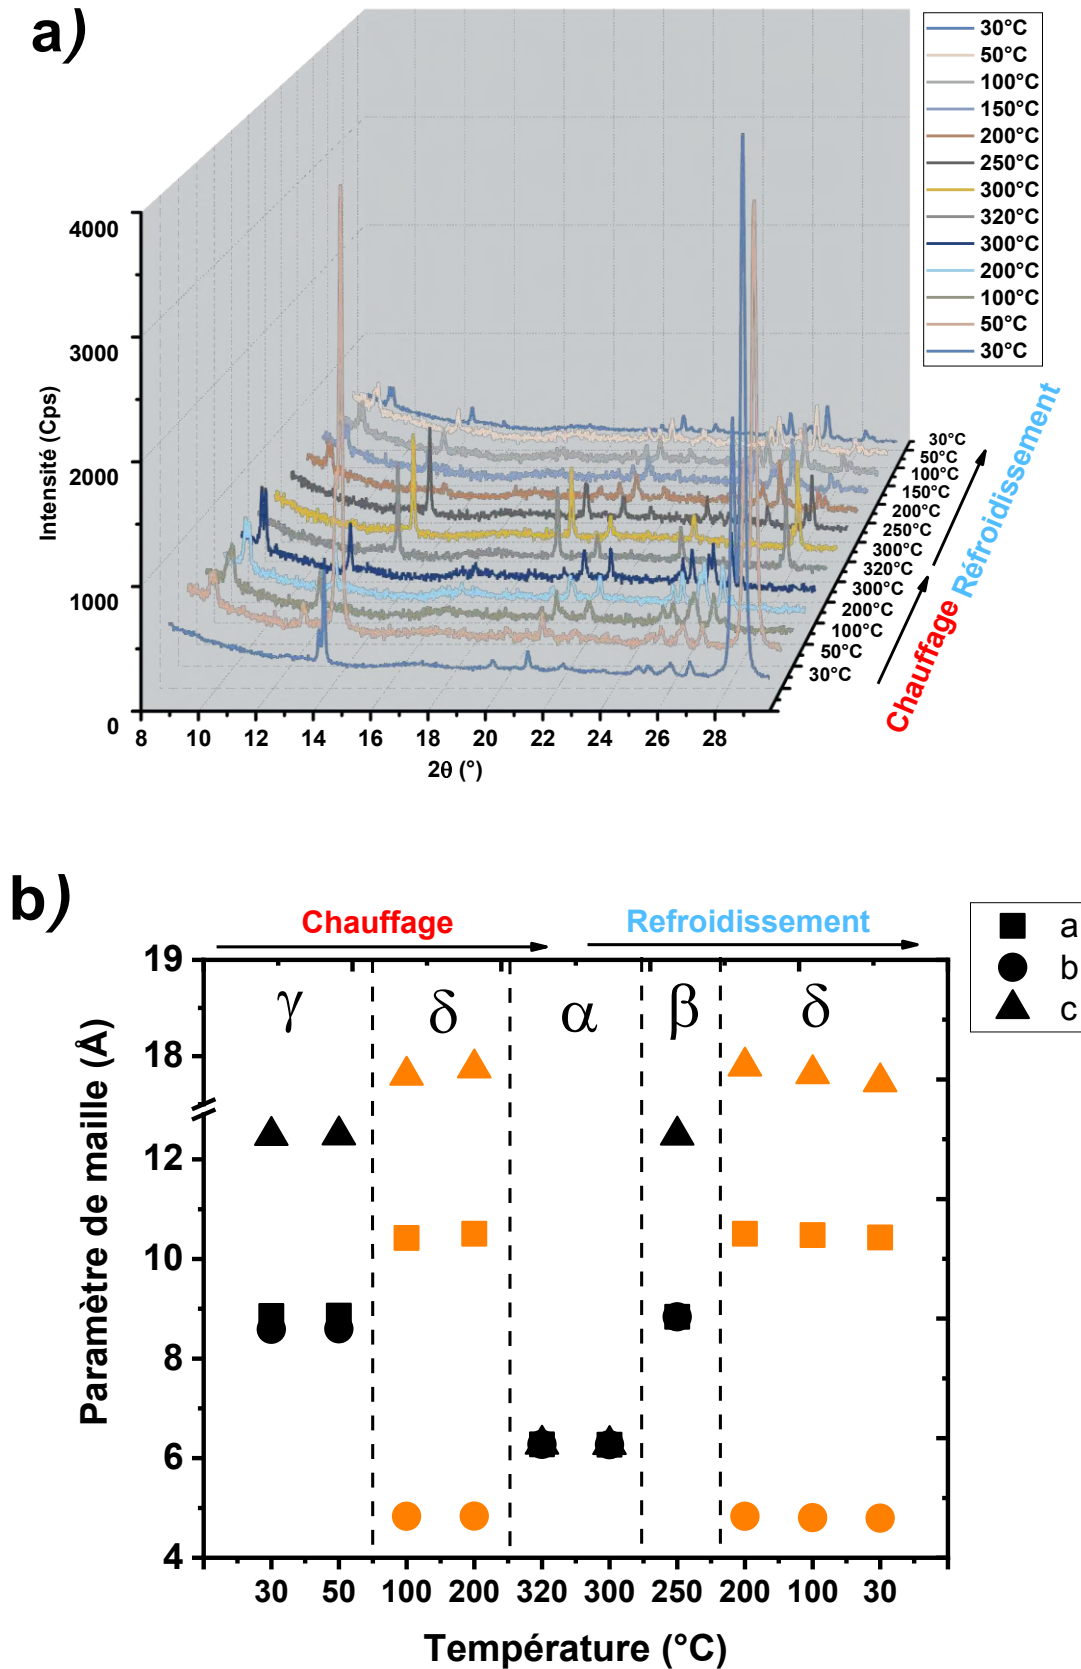 a)
30°C
50°C
100°C
150°C
200°C
250°C
300°C
320°C
300°C
200°C
100°C
50°C
30°C
4000
3000
2000
1000
0
Intensité (Cps)
8 10 12 14 16 18 20 22 24 26 28
2θ (°)
30°C
50°C
100°C
150°C
200°C
250°C
300°C
320°C
300°C
200°C
100°C
50°C
30°C
Chauffage
Réfroidissement
b)
Chauffage Refroidissement
a
b
c
γ δ α β δ
19
18
12
10
8
6
4
Paramètre de maille (Å)
30 50 100 200 320 300 250 200 100 30
Température (°C)